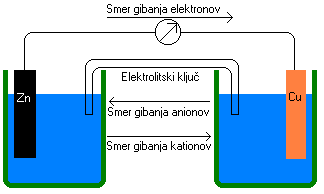 Smer gibanja elektronov
Elektrolitski ključ
Zn
Cu
Smer gibanja anionov
Smer gibanja kationov